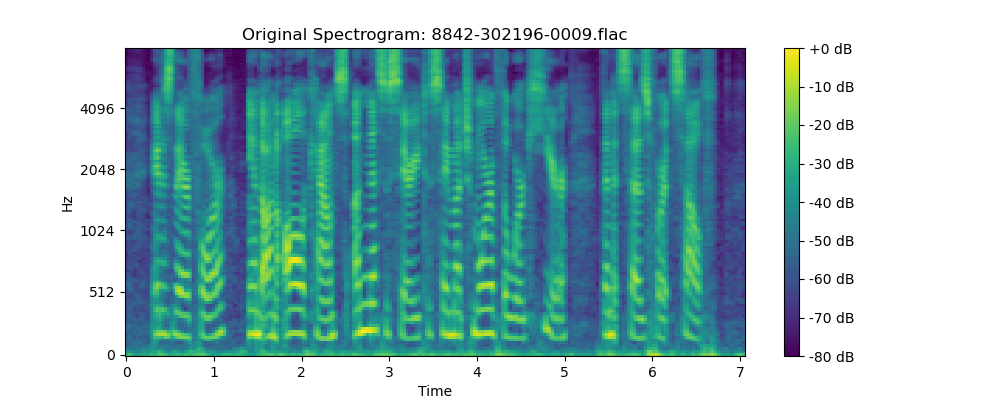 Original Spectrogram: 8842-302196-0009.flac
Hz
4096
2048
1024
512
0
0 1 2 3 4 5 6 7
Time
+0 dB
-10 dB
-20 dB
-30 dB
-40 dB
-50 dB
-60 dB
-70 dB
-80 dB